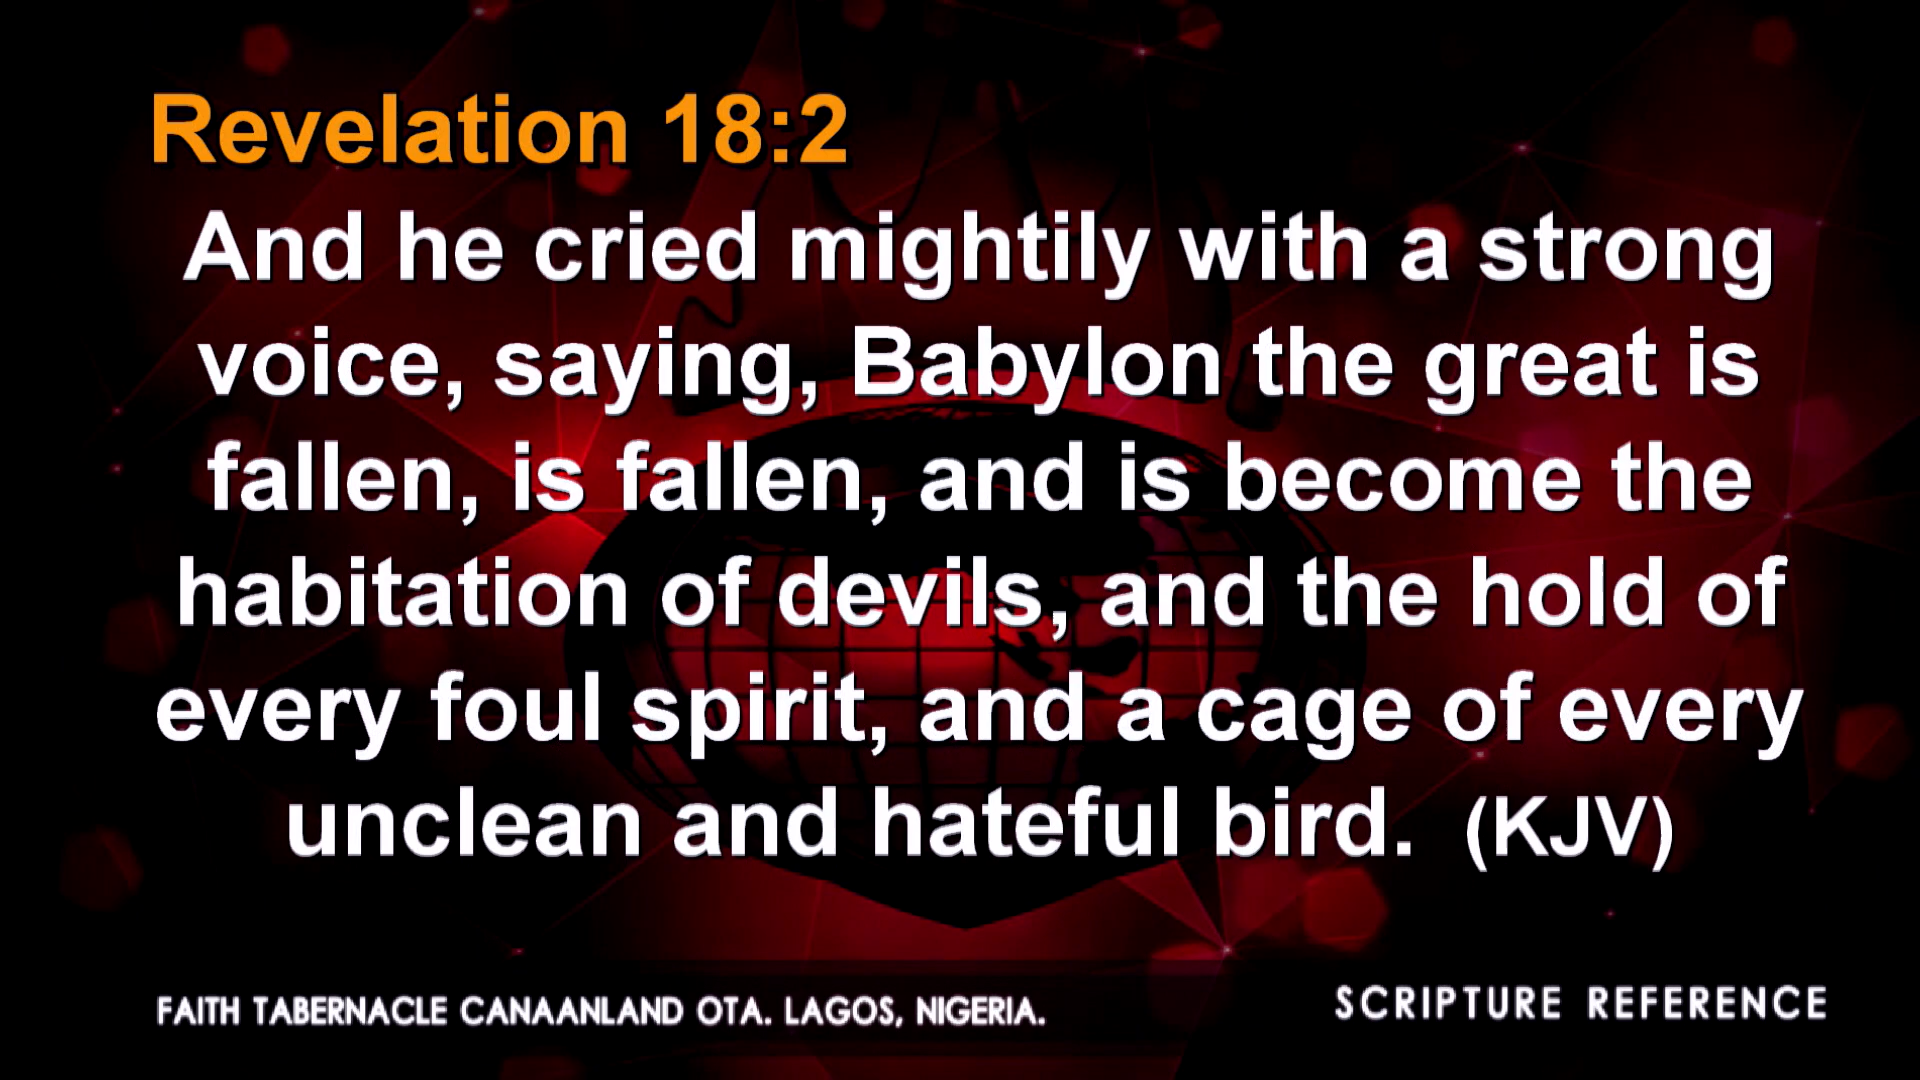 Revelation 18:2
And he cried mightily with a strong
voice, saying, Babylon the great is
fallen, is fallen, and is become the
habitation of devils, and the hold of
every foul spirit, and a cage of every
unclean and hateful bird. (KJV)
FAITH TABERNACLE CANAANLAND OTA. LAGOS, NIGERIA.
SCRIPTURE REFERENCE